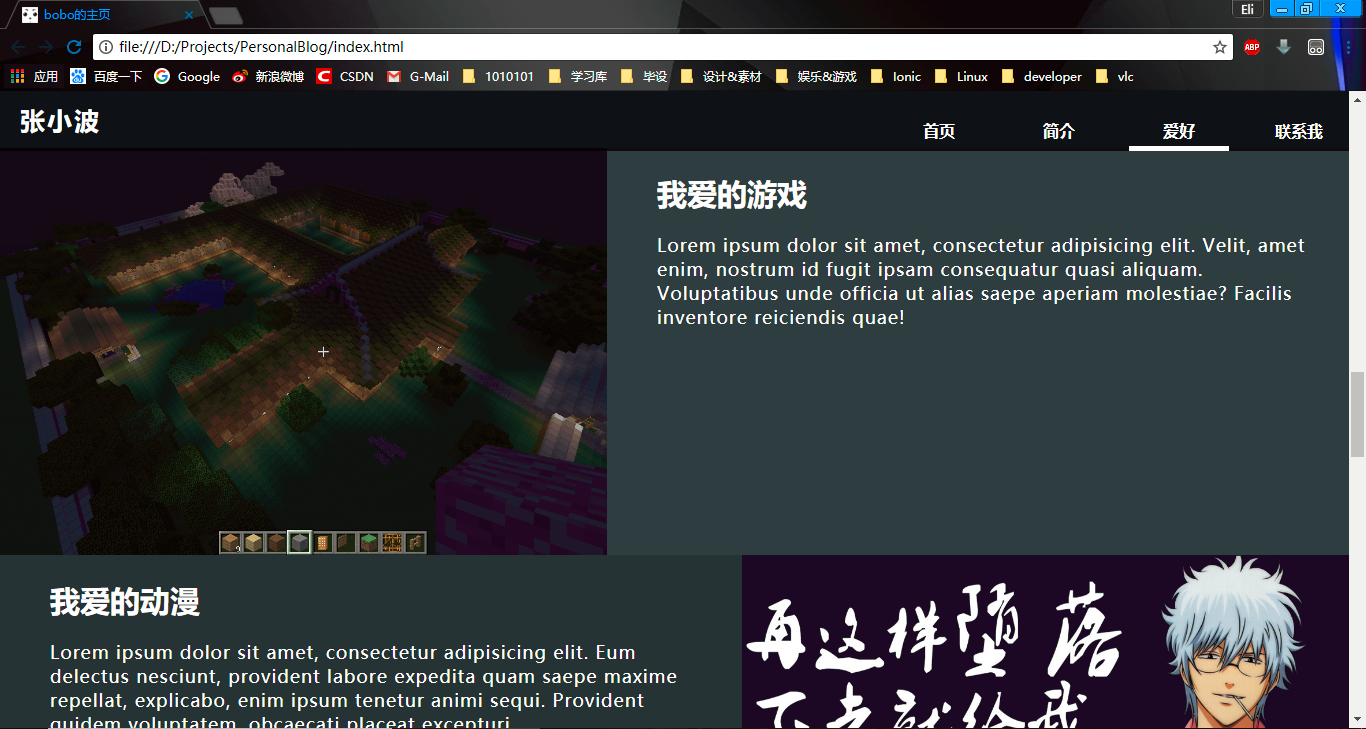 bobo的主页
Eli
file:///D:/Projects/PersonalBlog/index.html
ABP
应用 百度一下 Google 新浪微博 CSDN G-Mail 1010101 学习库 毕设 设计&素材 娱乐&游戏 Ionic Linux developer vlc
张小波
首页 简介 爱好 联系我
我爱的游戏
Lorem ipsum dolor sit amet, consectetur adipisicing elit. Velit, amet
enim, nostrum id fugit ipsam consequatur quasi aliquam.
Voluptatibus unde officia ut alias saepe aperiam molestiae? Facilis
inventore reiciendis quae!
我爱的动漫
Lorem ipsum dolor sit amet, consectetur adipisicing elit. Eum
delectus nesciunt, provident labore expedita quam saepe maxime
repellat, explicabo, enim ipsum tenetur animi sequi. Provident
quidem voluptatem, obcaecati placeat excepturi
再这样堕落
下去就给我